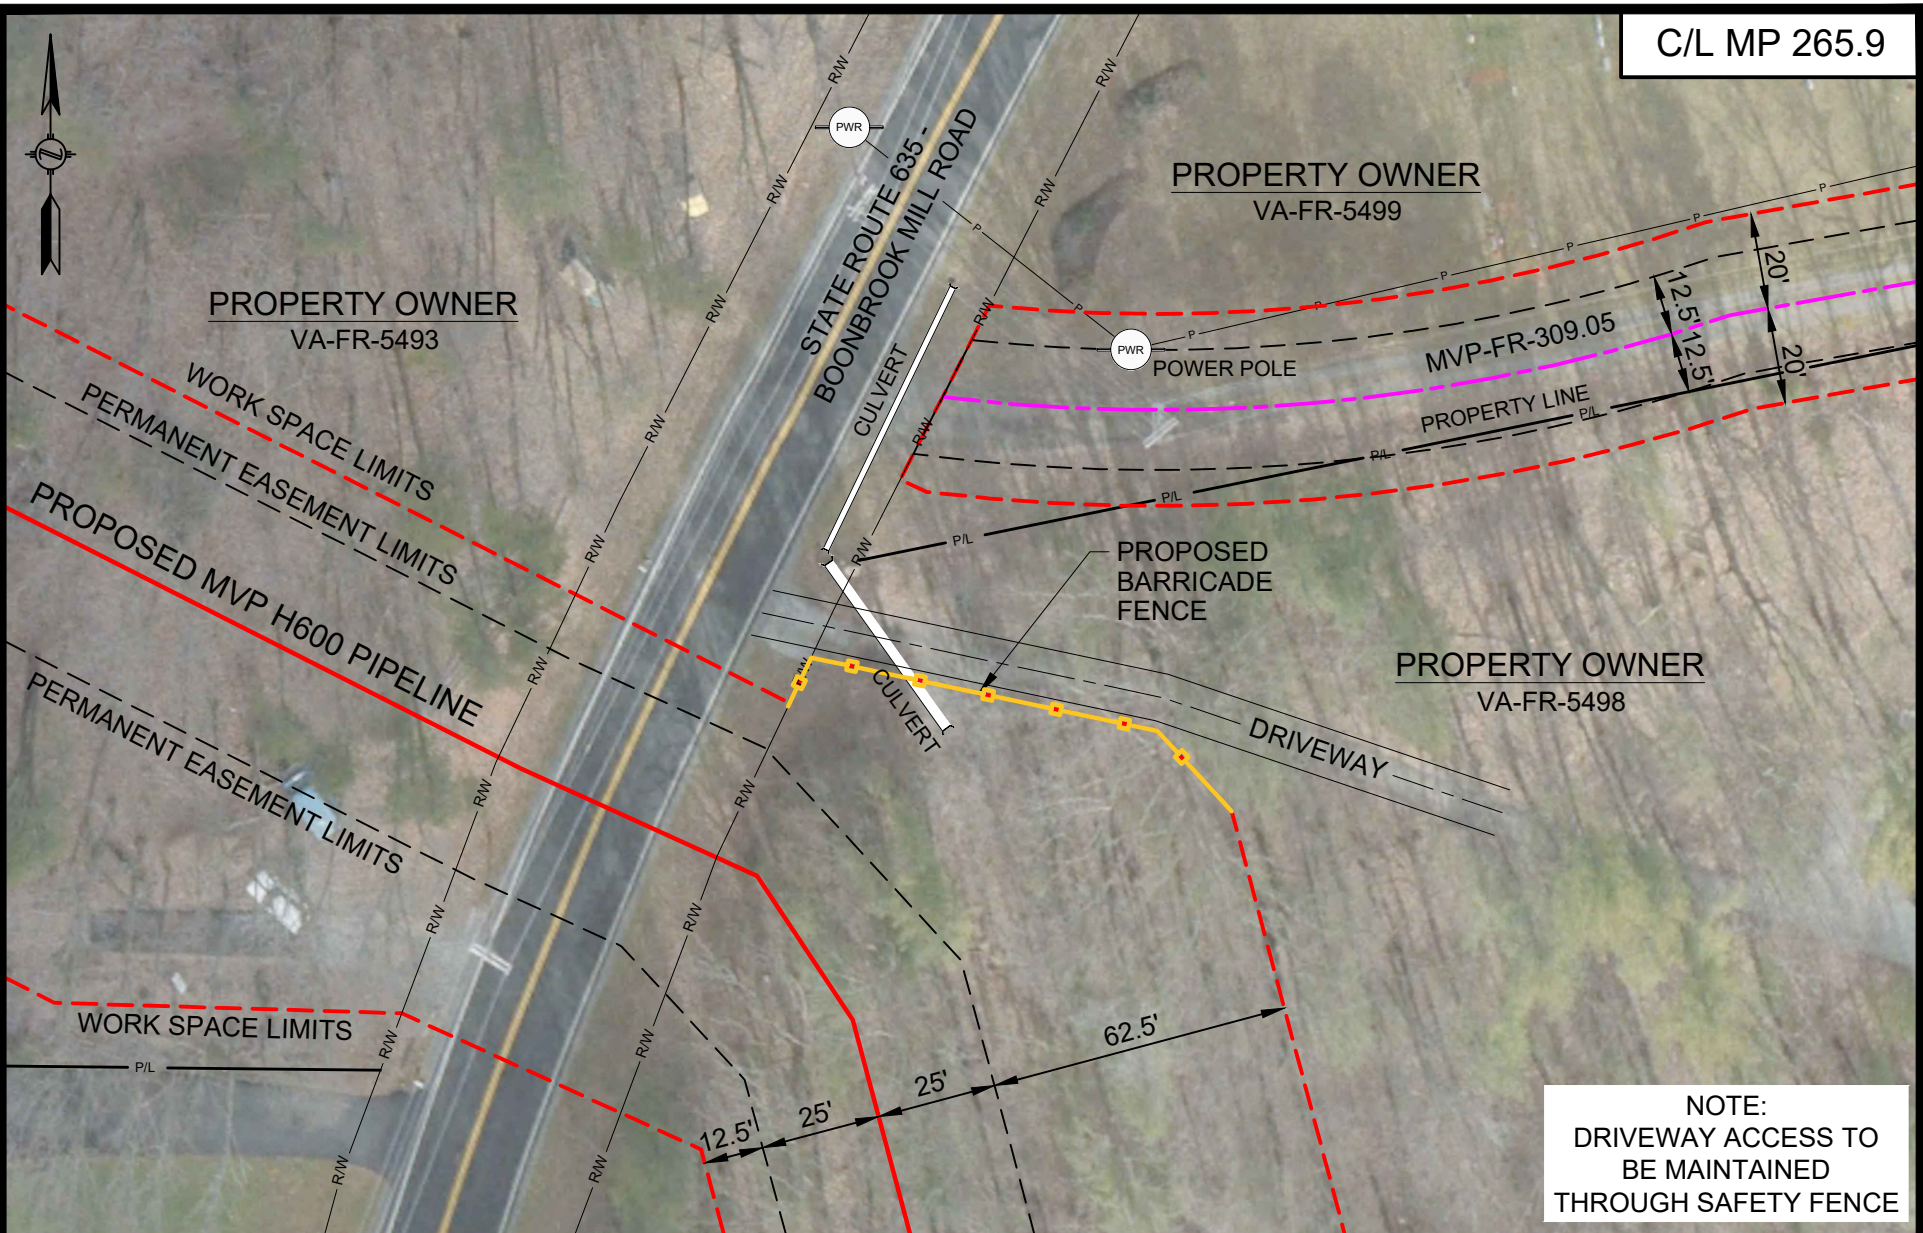 C/L MP 265.9
R/W
R/W
PWR
STATE ROUTE 635 -
BOONBROOK MILL ROAD
PROPERTY OWNER
VA-FR-5499
R/W
R/W
P
P
P
P
P
P
P
P
20'
12.5'
12.5'
20'
PROPERTY OWNER
VA-FR-5493
R/W
R/W
PWR
POWER POLE
MVP-FR-309.05
CULVERT
PROPERTY LINE
P/L
P/L
P/L
P/L
WORK SPACE LIMITS
PERMANENT EASEMENT LIMITS
PROPOSED MVP H600 PIPELINE
PERMANENT EASEMENT LIMITS
R/W
R/W
R/W
R/W
PROPOSED
BARRICADE
FENCE
R/W
R/W
CULVERT
PROPERTY OWNER
VA-FR-5498
DRIVEWAY
R/W
R/W
R/W
R/W
WORK SPACE LIMITS
R/W
R/W
P/L
62.5'
25'
25'
12.5'
R/W
R/W
NOTE:
DRIVEWAY ACCESS TO
BE MAINTAINED
THROUGH SAFETY FENCE